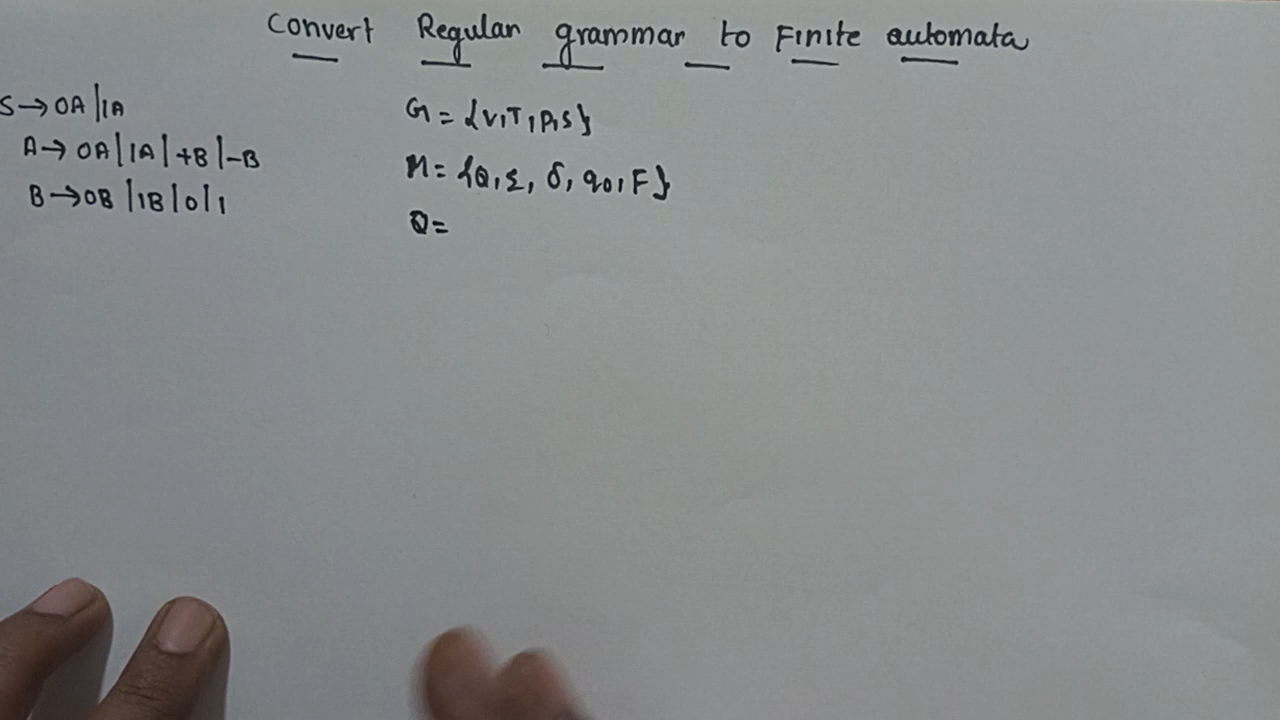 Convert Regular grammar to Finite automata
S→0A|1A
A→0A|1A|+B|-B
B→0B|1B|0|1
G={V,T,P,S}
M={Q,Σ,δ,q0,F}
Q=